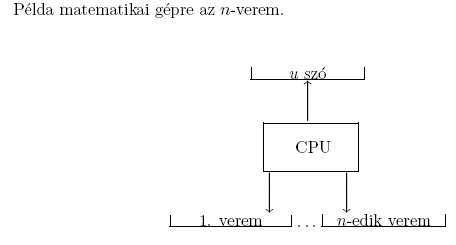 Példa matematikai gépre az n-verem.
u szó
CPU
1. verem ... n-edik verem